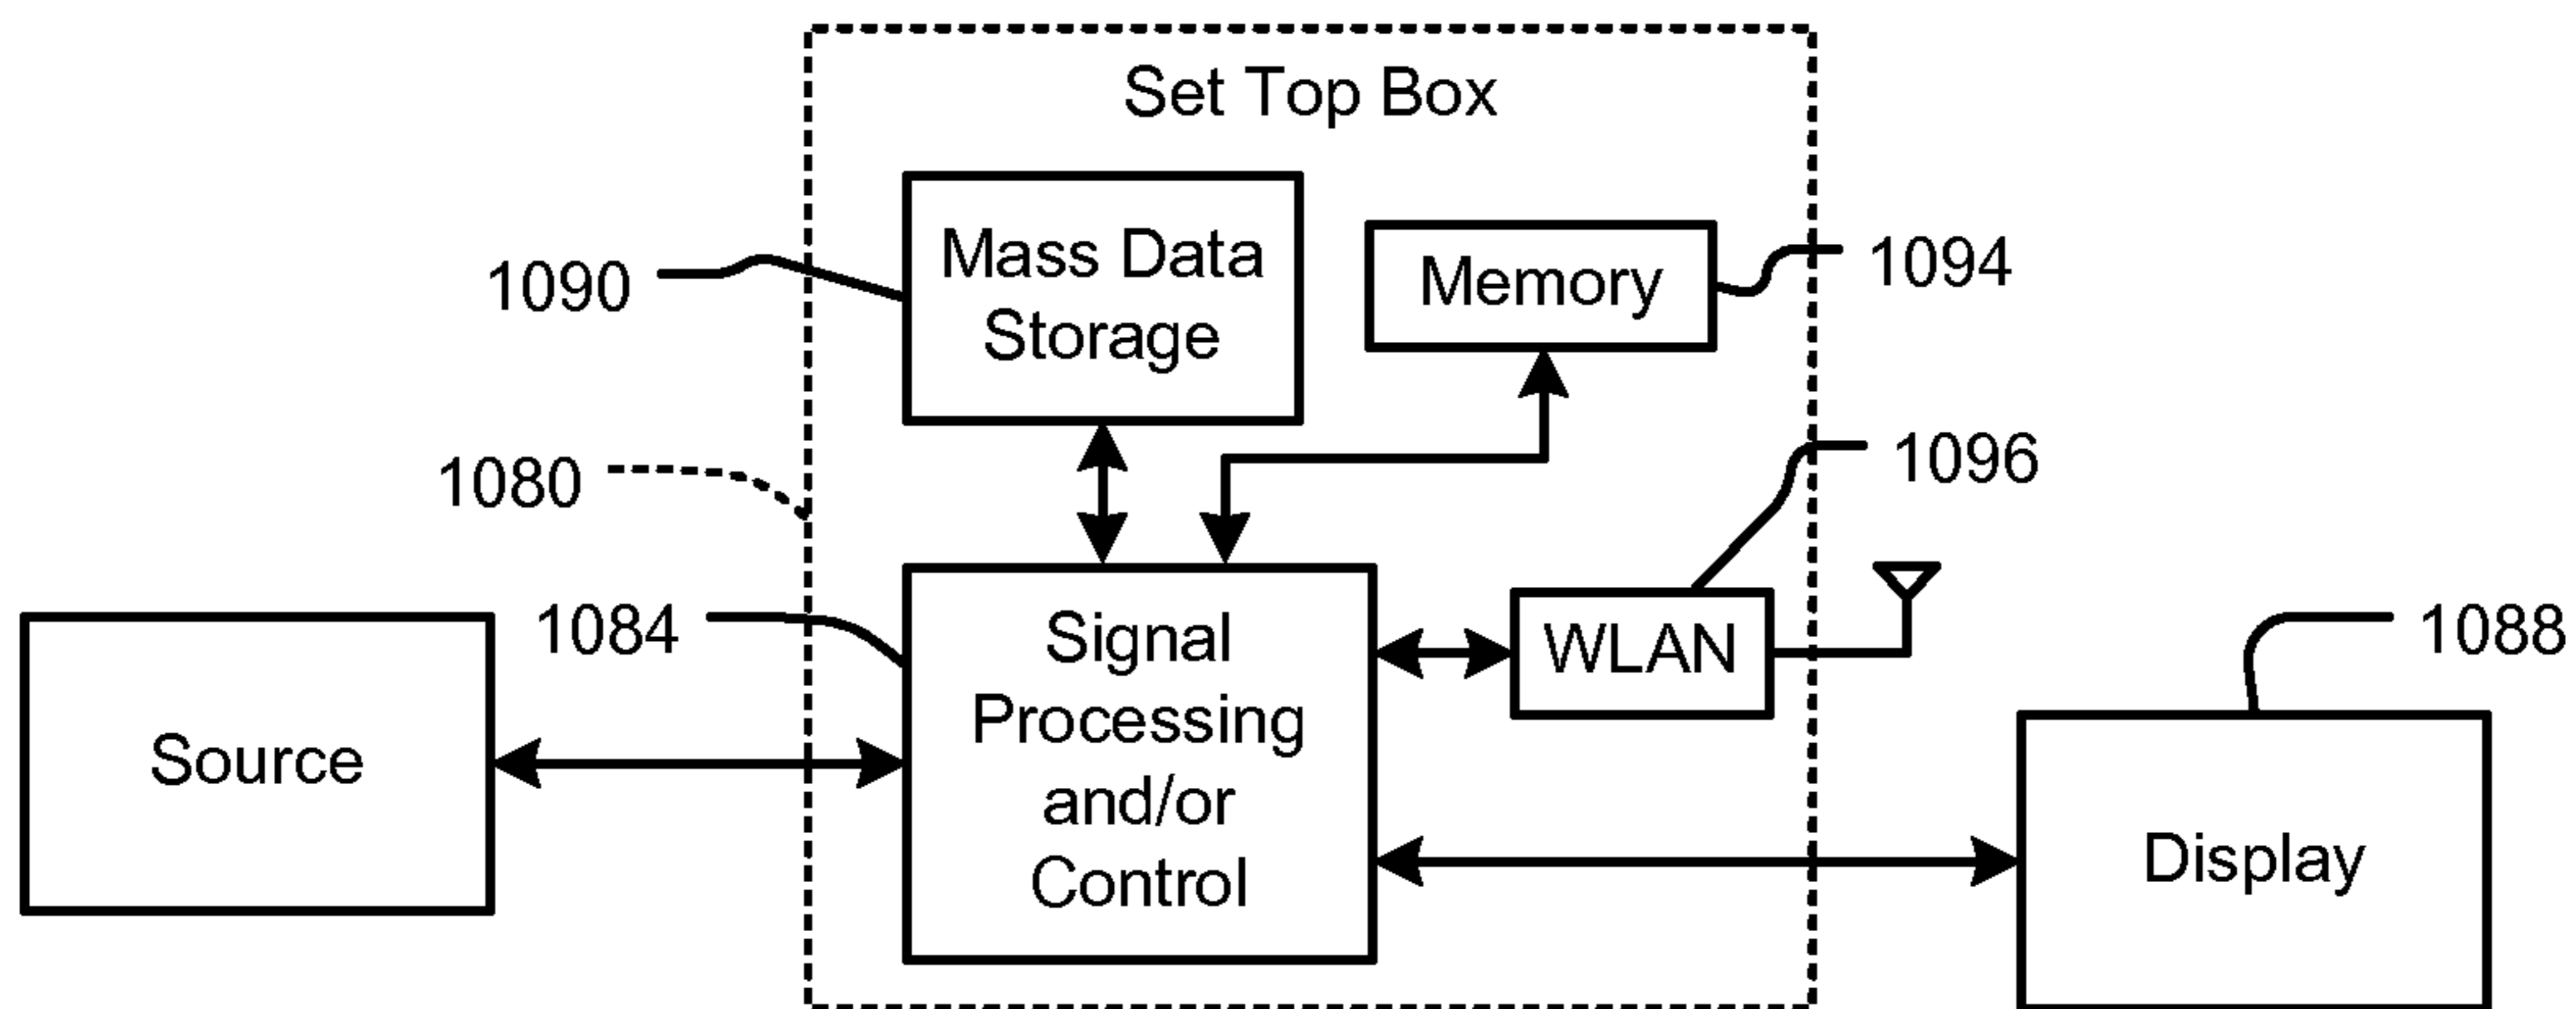 Set Top Box
Mass Data
Storage
Memory
1090
1094
1080
1096
1084
Signal
Processing
and/or
Control
WLAN
1088
Source
Display